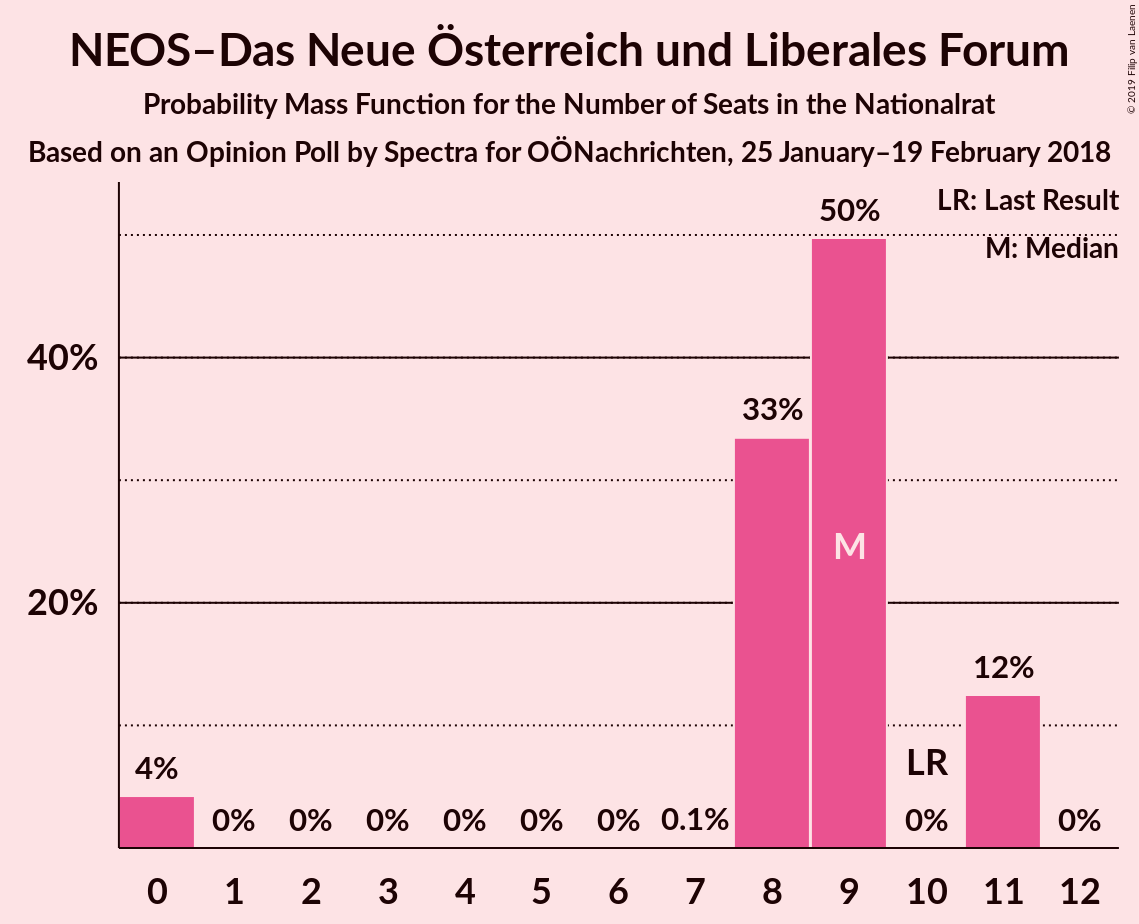 NEOS–Das Neue Österreich und Liberales Forum
Probability Mass Function for the Number of Seats in the Nationalrat
Based on an Opinion Poll by Spectra for OÖNachrichten, 25 January–19 February 2018
© 2019 Filip van Laenen
LR: Last Result
M: Median
50%
40%
33%
M
20%
12%
LR
4%
0% 0% 0% 0% 0% 0% 0.1% 0% 0%
0 1 2 3 4 5 6 7 8 9 10 11 12